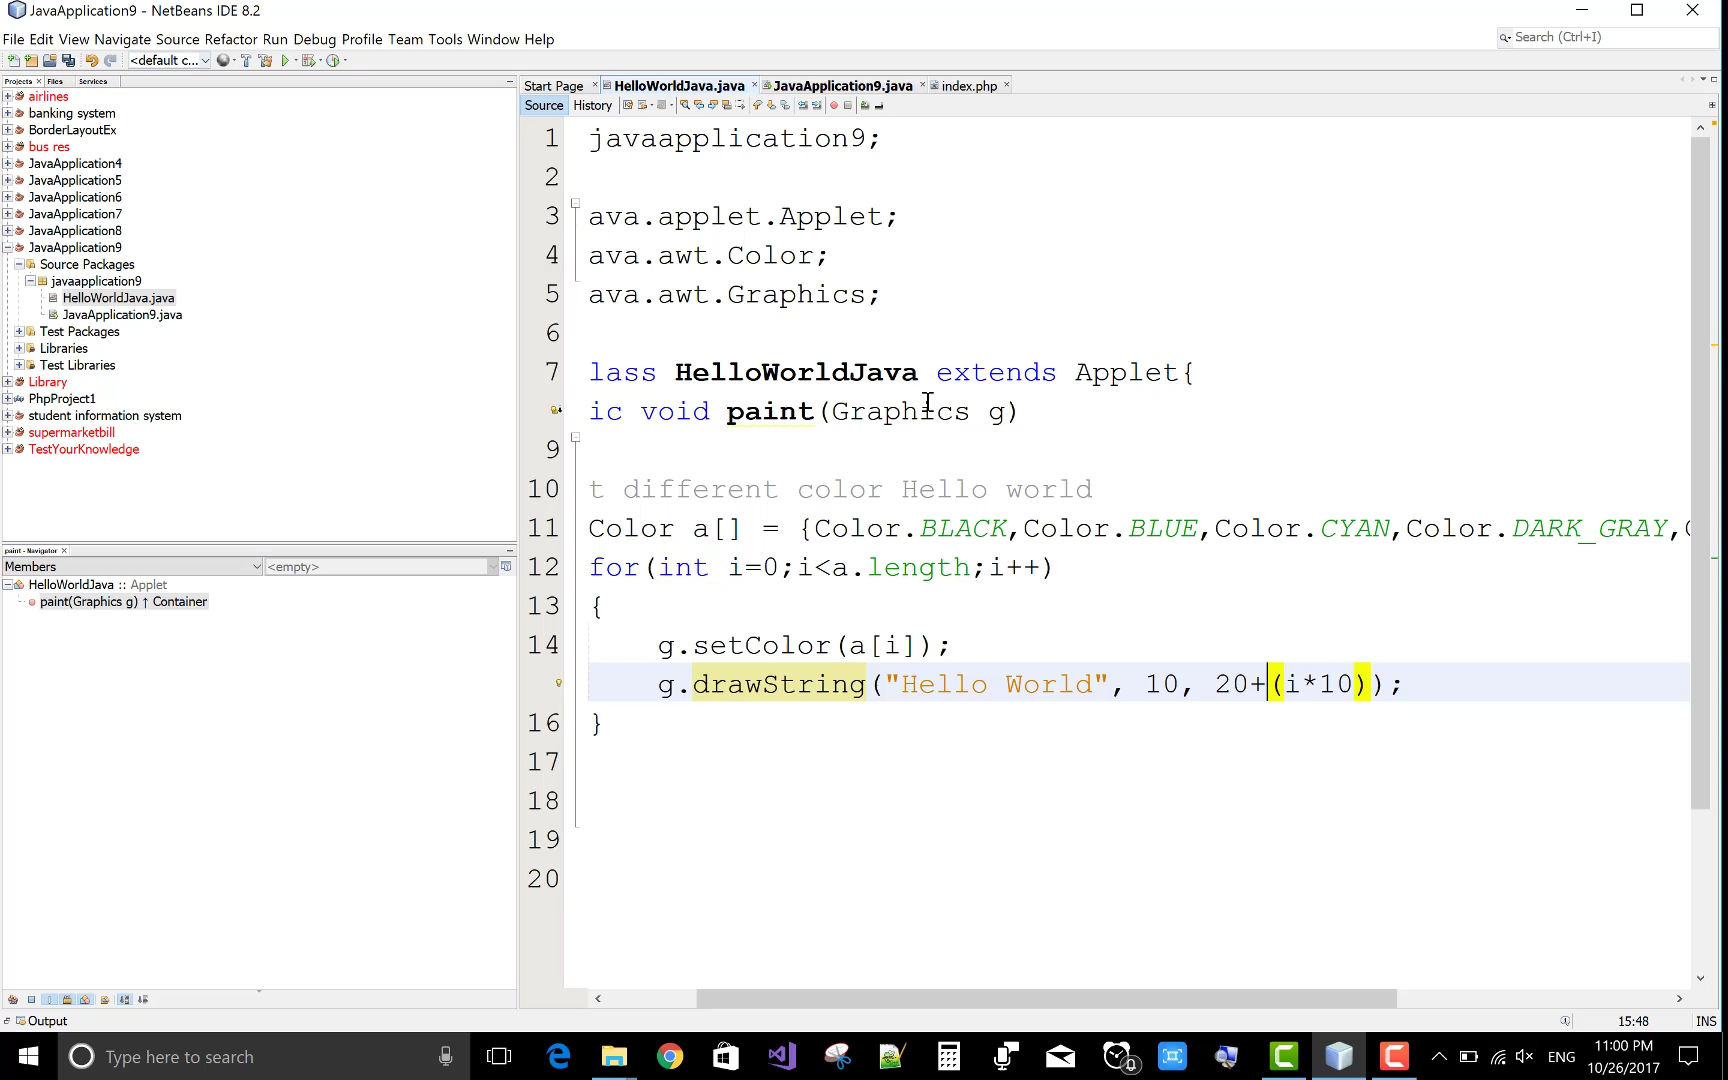 JavaApplication9 - NetBeans IDE 8.2
File Edit View Navigate Source Refactor Run Debug Profile Team Tools Window Help
Search (Ctrl+I)
<default c...
Projects
Files
Services
airlines
banking system
BorderLayoutEx
bus res
JavaApplication4
JavaApplication5
JavaApplication6
JavaApplication7
JavaApplication8
JavaApplication9
Source Packages
javaapplication9
HelloWorldJava.java
JavaApplication9.java
Test Packages
Libraries
Test Libraries
Library
PhpProject1
student information system
supermarketbill
TestYourKnowledge
paint - Navigator
Members
<empty>
HelloWorldJava :: Applet
paint(Graphics g) ↑ Container
Start Page
HelloWorldJava.java
JavaApplication9.java
index.php
Source
History
1 javaapplication9;
2
3 ava.applet.Applet;
4 ava.awt.Color;
5 ava.awt.Graphics;
6
7 lass HelloWorldJava extends Applet{
ic void paint(Graphics g)
9
10 t different color Hello world
11 Color a[] = {Color.BLACK,Color.BLUE,Color.CYAN,Color.DARK_GRAY,
12 for(int i=0;i<a.length;i++)
13 {
14 g.setColor(a[i]);
g.drawString("Hello World", 10, 20+(i*10));
16 }
17
18
19
20
Output
15:48
INS
Type here to search
ENG
11:00 PM
10/26/2017